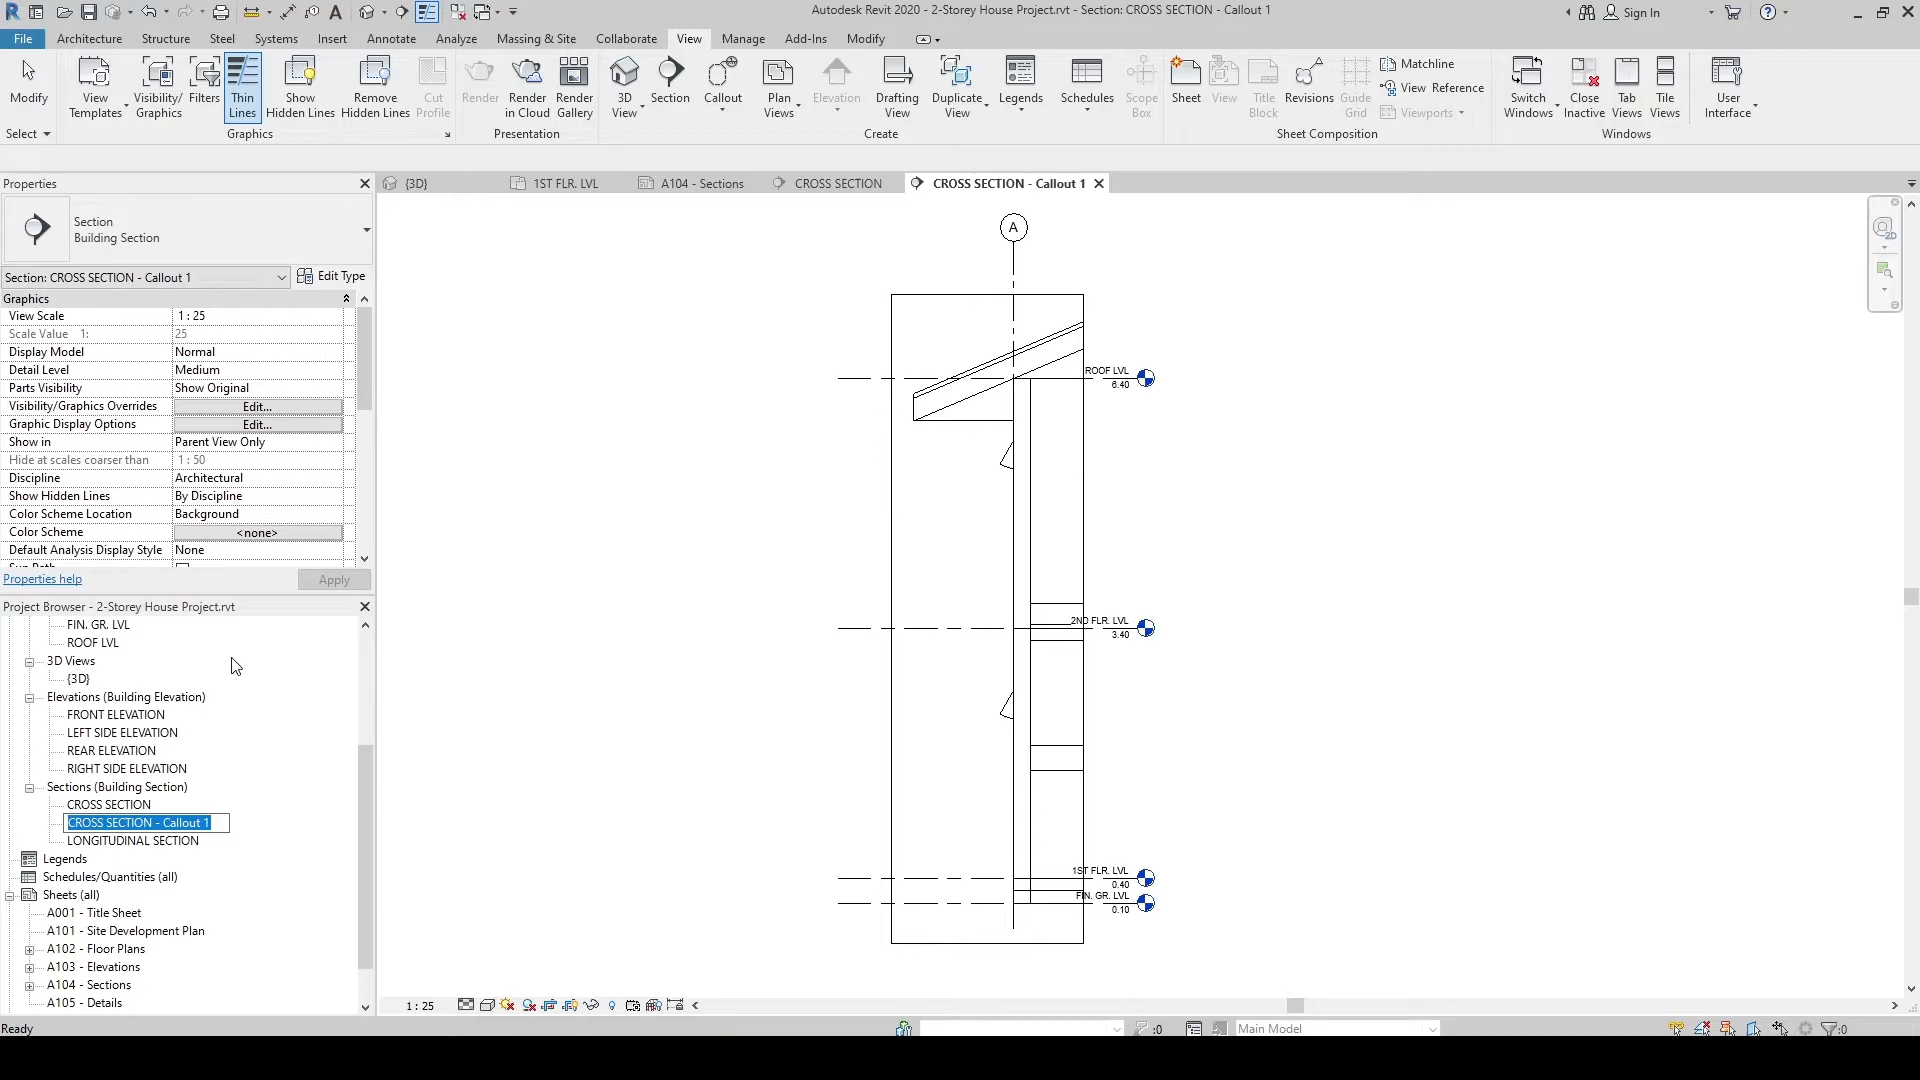 Autodesk Revit 2020 - 2-Storey House Project.rvt - Section: CROSS SECTION - Callout 1
Sign In
File Architecture Structure Steel Systems Insert Annotate Analyze Massing & Site Collaborate View Manage Add-Ins Modify
Modify
View Templates
Visibility/ Graphics
Filters
Thin Lines
Show Hidden Lines
Remove Hidden Lines
Cut Profile
Render
Render in Cloud
Render Gallery
3D View
Section
Callout
Plan Views
Elevation
Drafting View
Duplicate View
Legends
Schedules
Scope Box
Sheet
View
Title Block
Revisions
Guide Grid
Matchline
View Reference
Viewports
Switch Windows
Close Inactive
Tab Views
Tile Views
User Interface
Select
Graphics
Presentation
Create
Sheet Composition
Windows
Properties
{3D}
1ST FLR. LVL
A104 - Sections
CROSS SECTION
CROSS SECTION - Callout 1
Section
Building Section
Section: CROSS SECTION - Callout 1
Edit Type
Graphics
View Scale 1 : 25
Scale Value 1: 25
Display Model Normal
Detail Level Medium
Parts Visibility Show Original
Visibility/Graphics Overrides Edit...
Graphic Display Options Edit...
Show in Parent View Only
Hide at scales coarser than 1 : 50
Discipline Architectural
Show Hidden Lines By Discipline
Color Scheme Location Background
Color Scheme <none>
Default Analysis Display Style None
Properties help
Apply
Project Browser - 2-Storey House Project.rvt
FIN. GR. LVL
ROOF LVL
3D Views
{3D}
Elevations (Building Elevation)
FRONT ELEVATION
LEFT SIDE ELEVATION
REAR ELEVATION
RIGHT SIDE ELEVATION
Sections (Building Section)
CROSS SECTION
CROSS SECTION - Callout 1
LONGITUDINAL SECTION
Legends
Schedules/Quantities (all)
Sheets (all)
A001 - Title Sheet
A101 - Site Development Plan
A102 - Floor Plans
A103 - Elevations
A104 - Sections
A105 - Details
A
ROOF LVL
6.40
2ND FLR. LVL
3.40
1ST FLR. LVL
0.40
FIN. GR. LVL
0.10
2D
1 : 25
Ready
:0
Main Model
:0